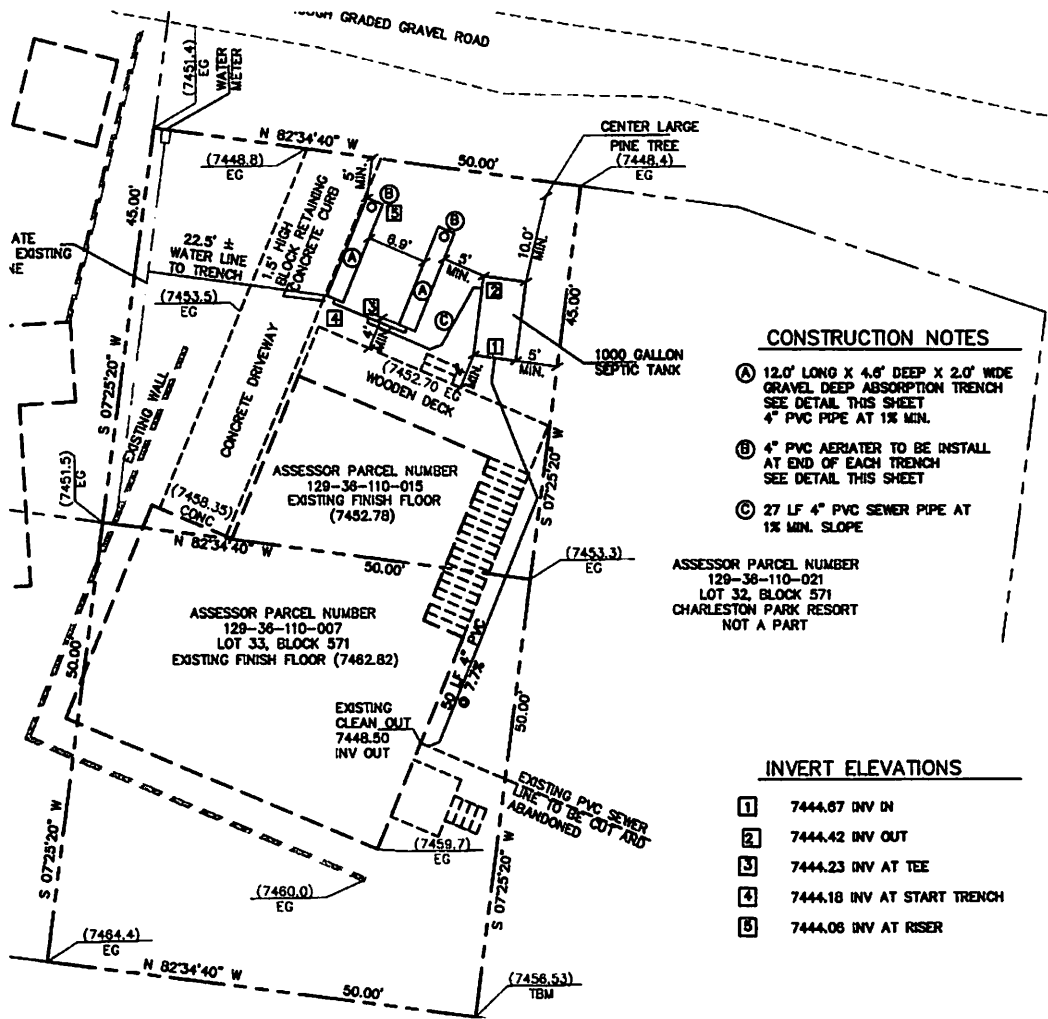 GRADED GRAVEL ROAD
(7451.4)
EG
WATER
METER
N 82°34'40" W
50.00'
CENTER LARGE
PINE TREE
(7448.4)
EG
(7448.8)
EG
45.00'
5'
MIN.
B
5
B
1.5' HIGH
BLOCK RETAINING
CONCRETE CURB
A
8.9'
5'
MIN.
10.0'
MIN.
ATE
EXISTING
22.5' ±
WATER LINE
TO TRENCH
(7453.5)
EG
2
A
3
4
C
4'
MIN.
1
MIN.
5'
MIN.
45.00'
1000 GALLON
SEPTIC TANK
(7452.70 EG
WOODEN DECK
S 07°25'20" W
EXISTING WALL
CONCRETE DRIVEWAY
(7451.5)
EG
(7458.35)
CONC
ASSESSOR PARCEL NUMBER
129-36-110-015
EXISTING FINISH FLOOR
(7452.78)
S 07°25'20" W
N 82°34'40" W
50.00'
(7453.3)
EG
ASSESSOR PARCEL NUMBER
129-36-110-007
LOT 33, BLOCK 571
EXISTING FINISH FLOOR (7462.82)
50.00'
50 LF 4" PVC
@ 7.7%
50.00'
EXISTING
CLEAN OUT
7448.50
INV OUT
EXISTING PVC SEWER
LINE TO BE CUT AND
ABANDONED
(7459.7)
EG
(7460.0)
EG
S 07°25'20" W
S 07°25'20" W
(7464.4)
EG
N 82°34'40" W
50.00'
(7456.53)
TBM
CONSTRUCTION NOTES
A 12.0' LONG X 4.6' DEEP X 2.0' WIDE
GRAVEL DEEP ABSORPTION TRENCH
SEE DETAIL THIS SHEET
4" PVC PIPE AT 1% MIN.
B 4" PVC AERIATER TO BE INSTALL
AT END OF EACH TRENCH
SEE DETAIL THIS SHEET
C 27 LF 4" PVC SEWER PIPE AT
1% MIN. SLOPE
ASSESSOR PARCEL NUMBER
129-36-110-021
LOT 32, BLOCK 571
CHARLESTON PARK RESORT
NOT A PART
INVERT ELEVATIONS
1 7444.67 INV IN
2 7444.42 INV OUT
3 7444.23 INV AT TEE
4 7444.18 INV AT START TRENCH
5 7444.06 INV AT RISER